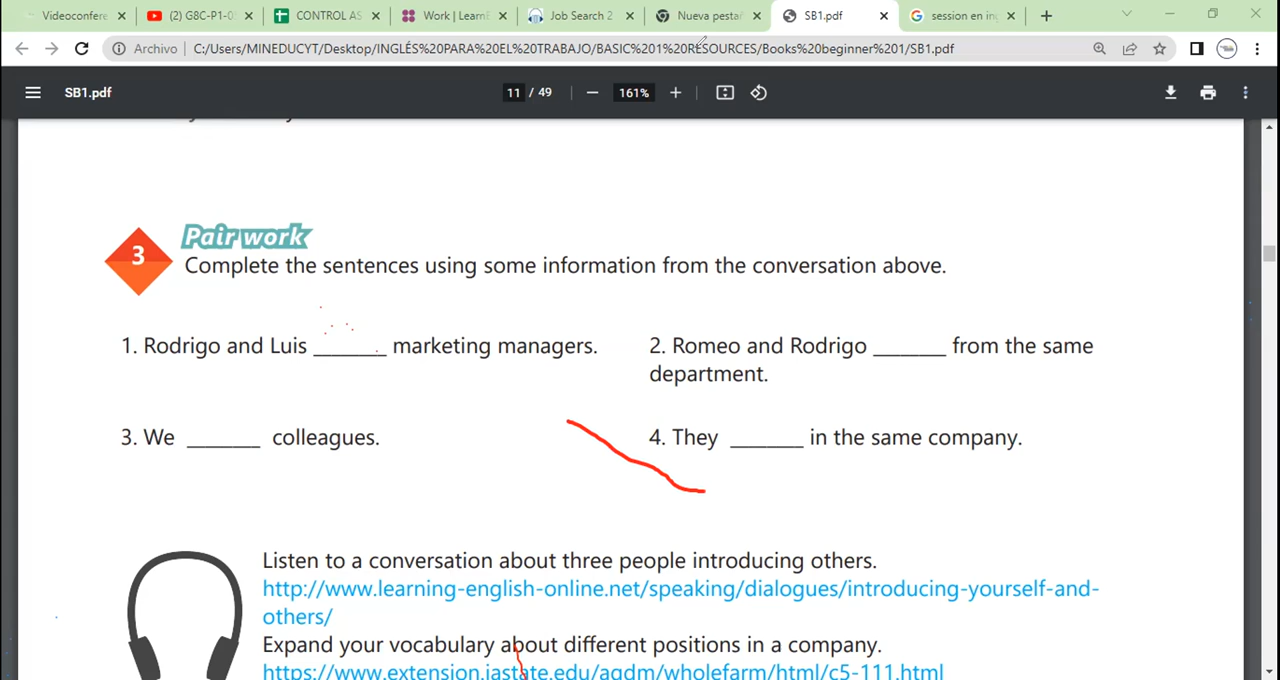 Videoconfere
(2) G8C-P1-0
CONTROL AS
Work | Learn
Job Search 2
Nueva pesta
SB1.pdf
session en in
Archivo
C:/Users/MINEDUCYT/Desktop/INGLÉS%20PARA%20EL%20TRABAJO/BASIC%201%20RESOURCES/Books%20beginner%201/SB1.pdf
SB1.pdf
11 / 49
161%
3
Pair work
Complete the sentences using some information from the conversation above.
1. Rodrigo and Luis _______ marketing managers.
2. Romeo and Rodrigo _______ from the same
department.
3. We _______ colleagues.
4. They _______ in the same company.
Listen to a conversation about three people introducing others.
http://www.learning-english-online.net/speaking/dialogues/introducing-yourself-and-
others/
Expand your vocabulary about different positions in a company.
https://www.extension.iastate.edu/agdm/wholefarm/html/c5-111.html